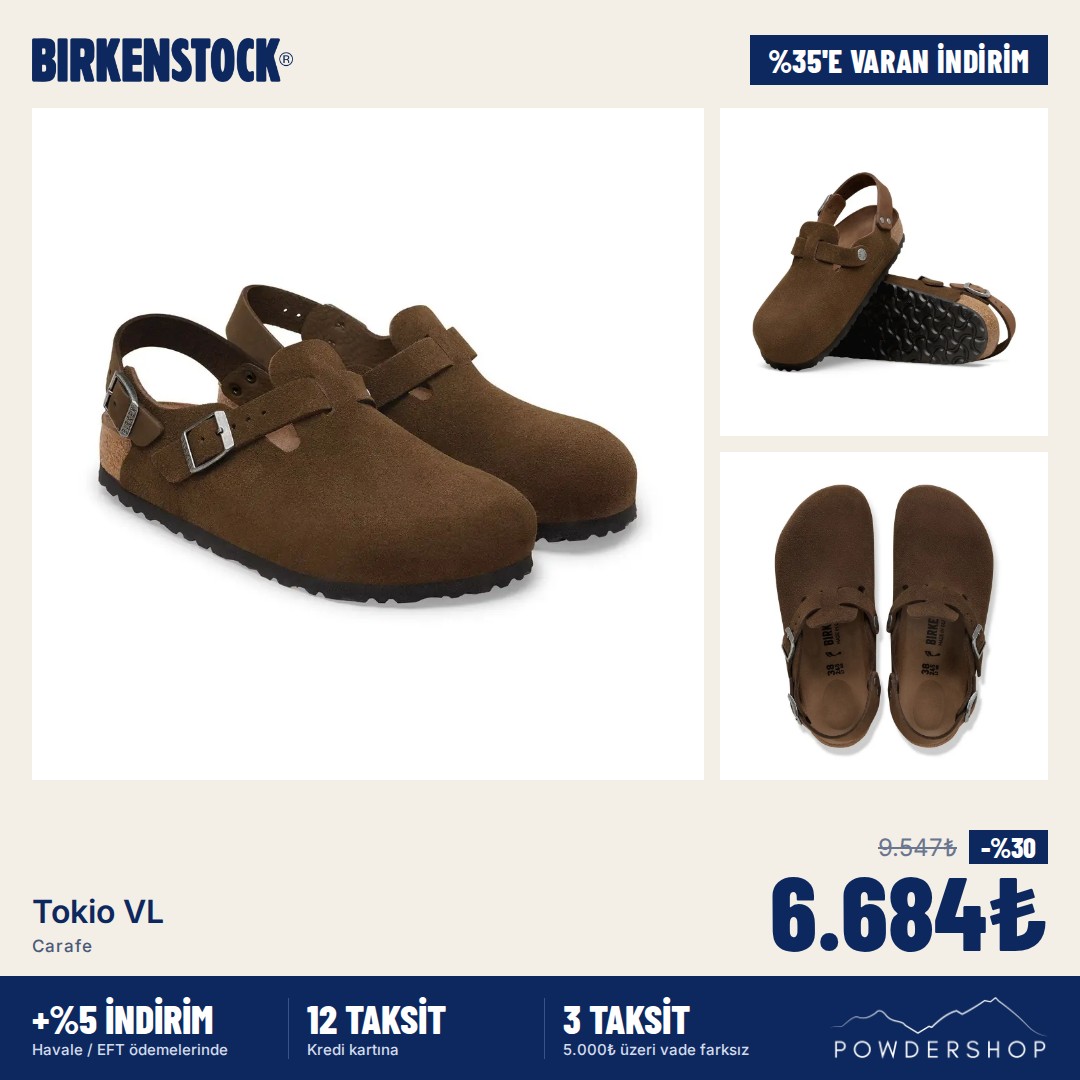 BIRKENSTOCK®
%35'E VARAN İNDİRİM
9.547₺
-%30
6.684₺
Tokio VL
Carafe
+%5 İNDİRİM
Havale / EFT ödemelerinde
12 TAKSİT
Kredi kartına
3 TAKSİT
5.000₺ üzeri vade farksız
POWDERSHOP